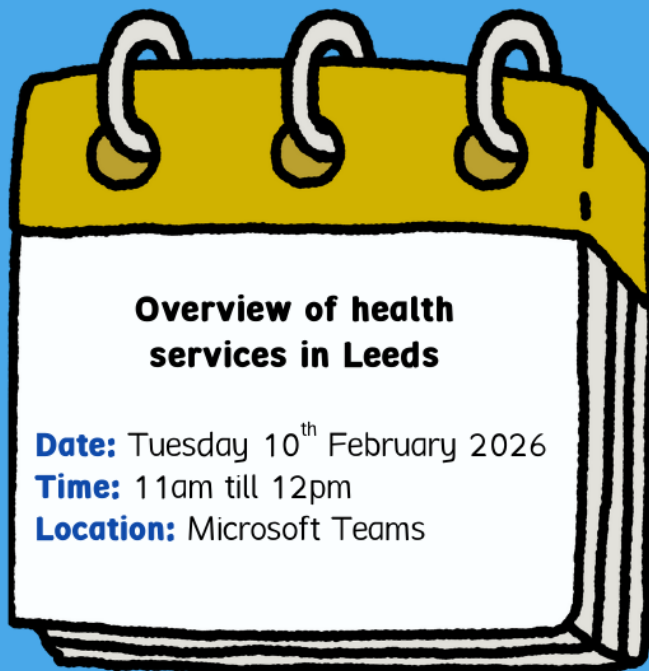 Overview of health
services in Leeds
Date: Tuesday 10th February 2026
Time: 11am till 12pm
Location: Microsoft Teams